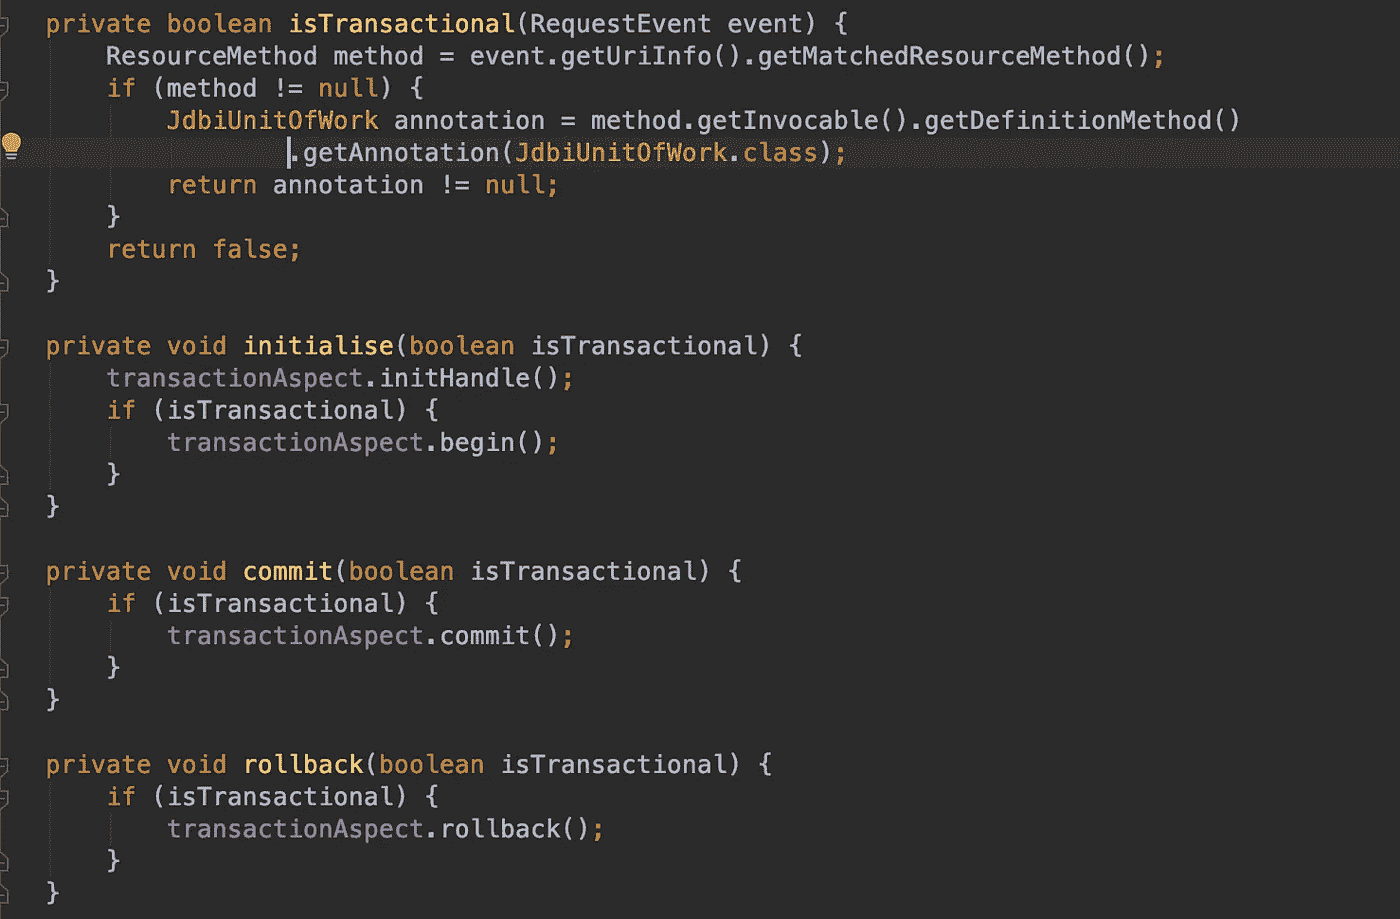 private boolean isTransactional(RequestEvent event) {
    ResourceMethod method = event.getUriInfo().getMatchedResourceMethod();
    if (method != null) {
        JdbiUnitOfWork annotation = method.getInvocable().getDefinitionMethod()
                .getAnnotation(JdbiUnitOfWork.class);
        return annotation != null;
    }
    return false;
}

private void initialise(boolean isTransactional) {
    transactionAspect.initHandle();
    if (isTransactional) {
        transactionAspect.begin();
    }
}

private void commit(boolean isTransactional) {
    if (isTransactional) {
        transactionAspect.commit();
    }
}

private void rollback(boolean isTransactional) {
    if (isTransactional) {
        transactionAspect.rollback();
    }
}